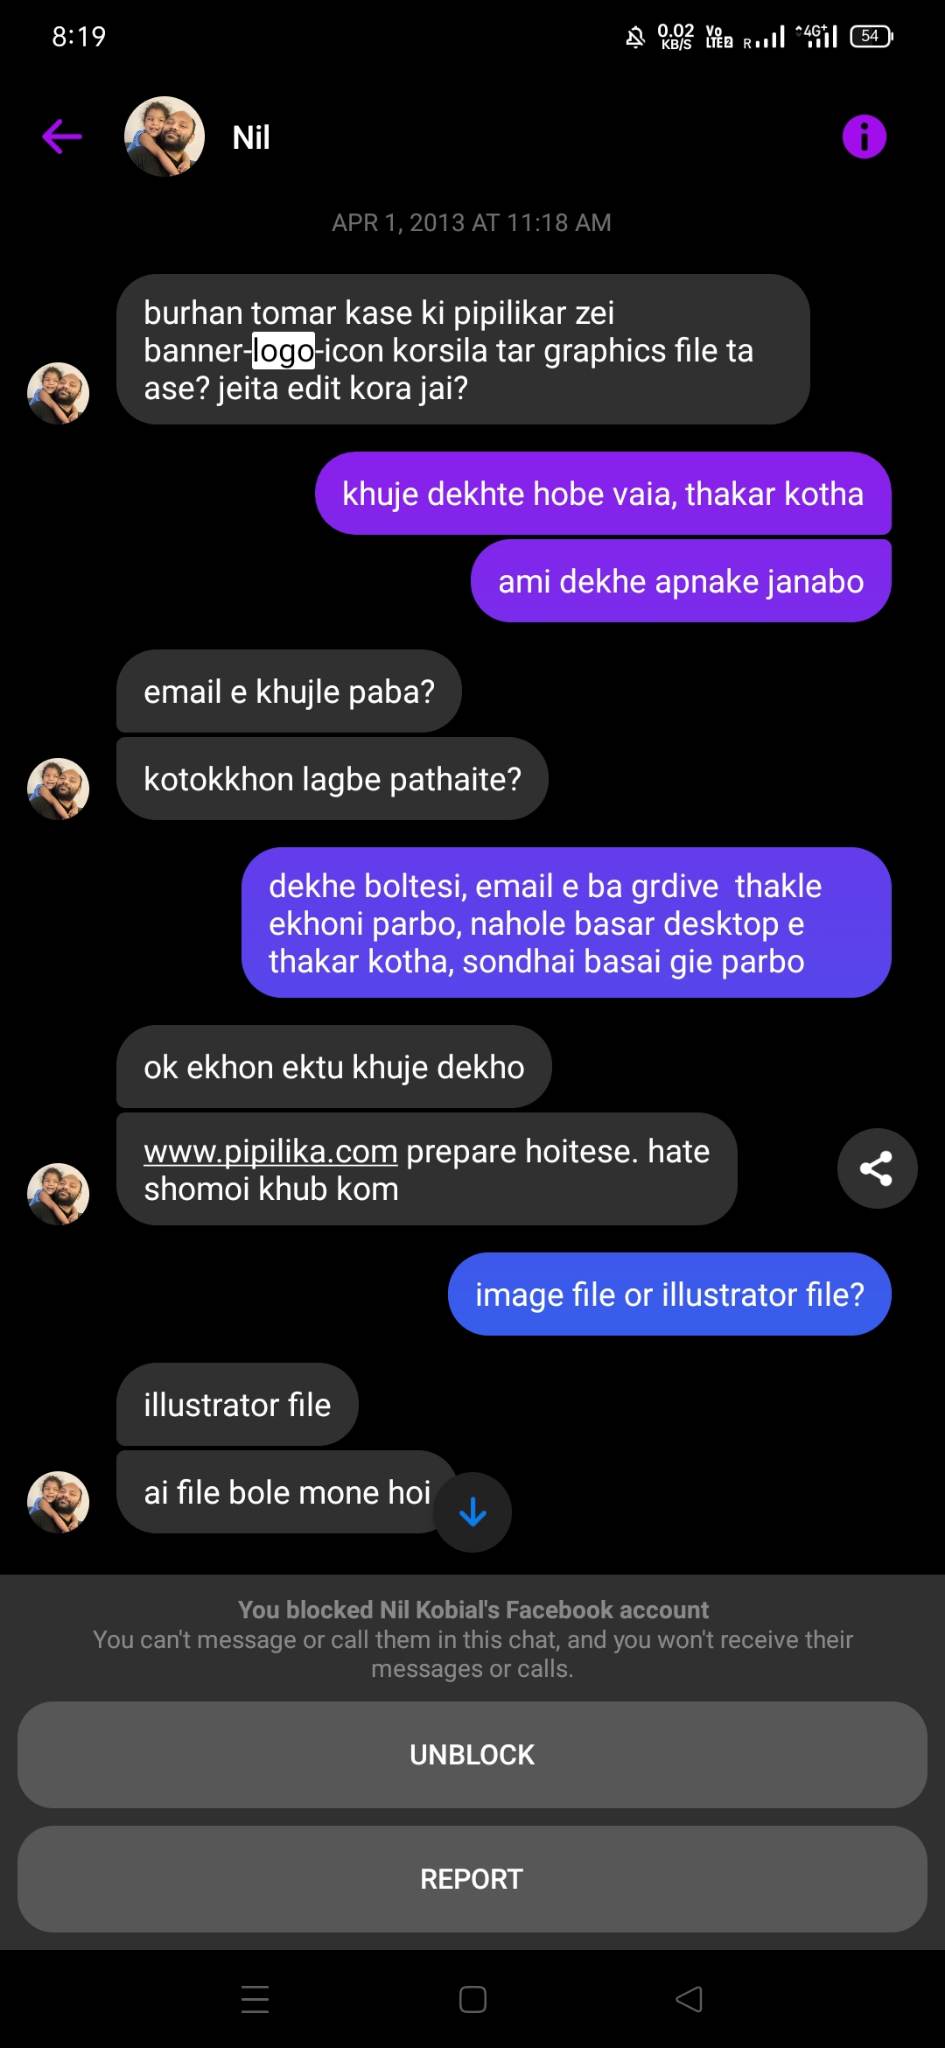 8:19
0.02
KB/S
Vo
LTE2
R
4G+
54
Nil
APR 1, 2013 AT 11:18 AM
burhan tomar kase ki pipilikar zei
banner-logo-icon korsila tar graphics file ta
ase? jeita edit kora jai?
khuje dekhte hobe vaia, thakar kotha
ami dekhe apnake janabo
email e khujle paba?
kotokkhon lagbe pathaite?
dekhe boltesi, email e ba grdive  thakle
ekhoni parbo, nahole basar desktop e
thakar kotha, sondhai basai gie parbo
ok ekhon ektu khuje dekho
www.pipilika.com prepare hoitese. hate
shomoi khub kom
image file or illustrator file?
illustrator file
ai file bole mone hoi
You blocked Nil Kobial's Facebook account
You can't message or call them in this chat, and you won't receive their
messages or calls.
UNBLOCK
REPORT